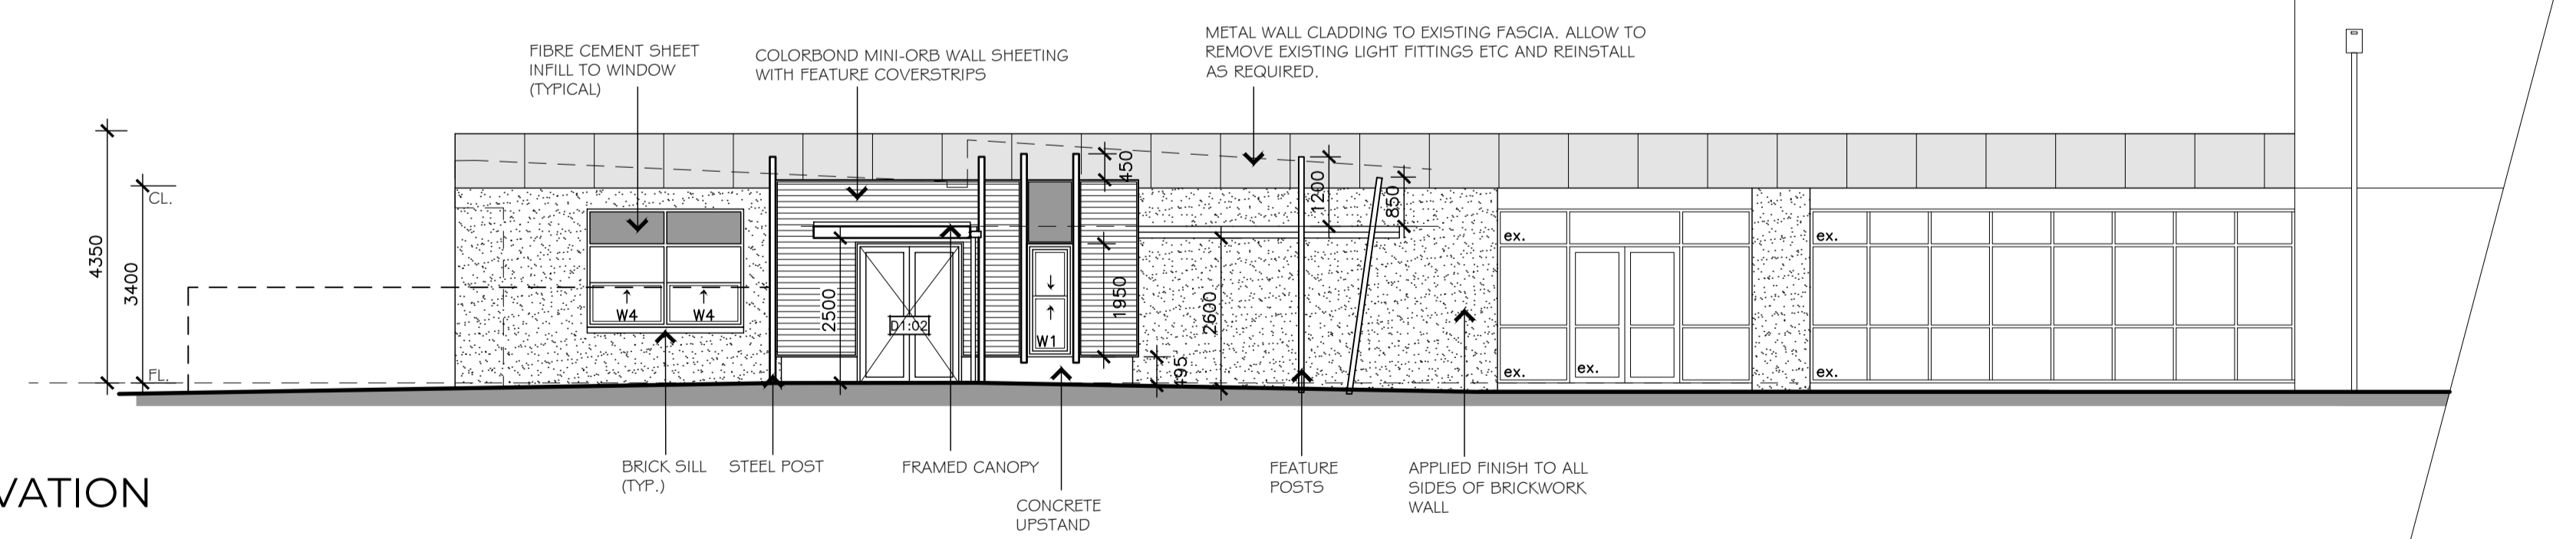 METAL WALL CLADDING TO EXISTING FASCIA. ALLOW TO
REMOVE EXISTING LIGHT FITTINGS ETC AND REINSTALL
AS REQUIRED.
FIBRE CEMENT SHEET
INFILL TO WINDOW
(TYPICAL)
COLORBOND MINI-ORB WALL SHEETING
WITH FEATURE COVERSTRIPS
4350
3400
CL.
FL.
W4
W4
2500
D1:02
W1
450
1950
495
2600
1200
850
ex.
ex.
ex.
ex.
ex.
BRICK SILL
(TYP.)
STEEL POST
FRAMED CANOPY
CONCRETE
UPSTAND
FEATURE
POSTS
APPLIED FINISH TO ALL
SIDES OF BRICKWORK
WALL
VATION